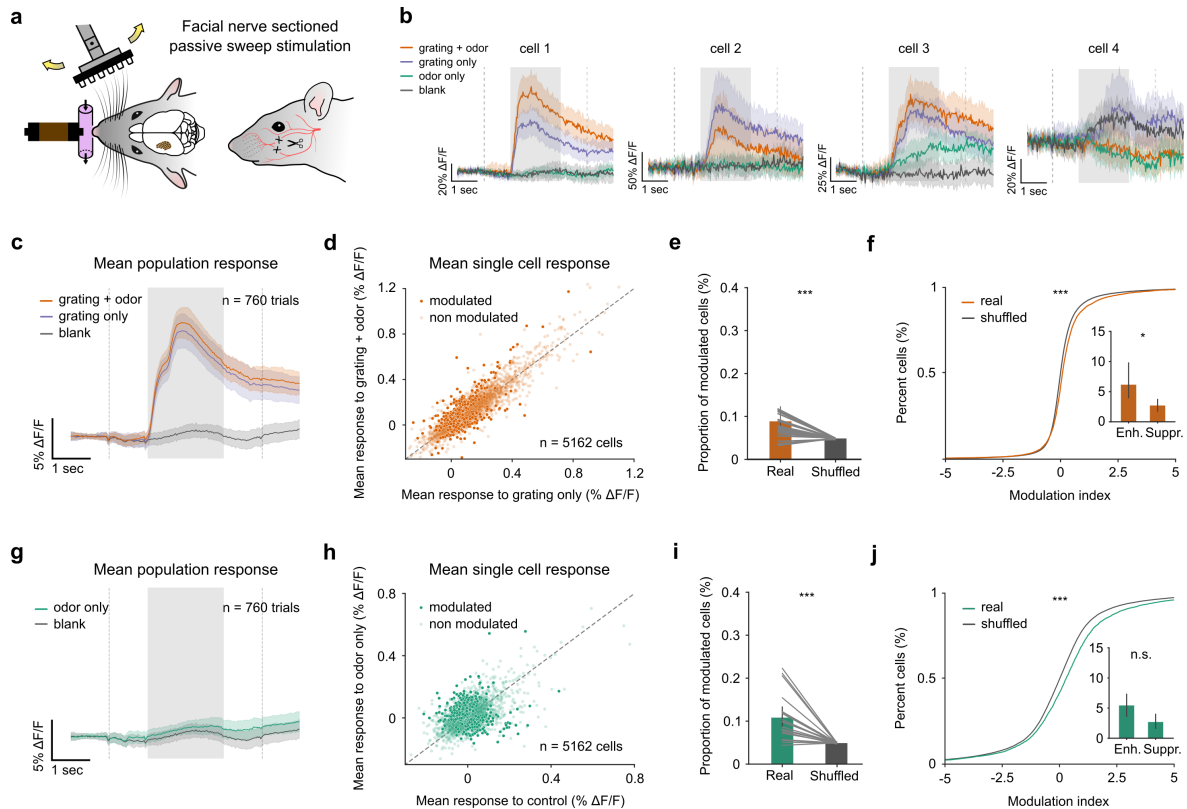 a
Facial nerve sectioned
passive sweep stimulation
b
grating + odor
grating only
odor only
blank
cell 1
cell 2
cell 3
cell 4
20% ΔF/F
1 sec
50% ΔF/F
1 sec
25% ΔF/F
1 sec
20% ΔF/F
1 sec
c
Mean population response
grating + odor
grating only
blank
n = 760 trials
5% ΔF/F
1 sec
d
Mean single cell response
Mean response to grating + odor (% ΔF/F)
modulated
non modulated
1.2
0.8
0.4
0
n = 5162 cells
0
0.4
0.8
1.2
Mean response to grating only (% ΔF/F)
e
Proportion of modulated cells (%)
***
0.4
0.3
0.2
0.1
0
Real
Shuffled
f
Percent cells (%)
real
shuffled
***
1
0.5
-5
-2.5
0
2.5
5
Modulation index
*
15
10
5
0
Enh.
Suppr.
g
Mean population response
odor only
blank
n = 760 trials
5% ΔF/F
1 sec
h
Mean single cell response
Mean response to odor only (% ΔF/F)
modulated
non modulated
0.8
0.4
0
n = 5162 cells
0
0.4
0.8
Mean response to control (% ΔF/F)
i
Proportion of modulated cells (%)
***
0.4
0.3
0.2
0.1
0
Real
Shuffled
j
Percent cells (%)
real
shuffled
***
1
0.5
0
-5
-2.5
0
2.5
5
Modulation index
n.s.
15
10
5
0
Enh.
Suppr.